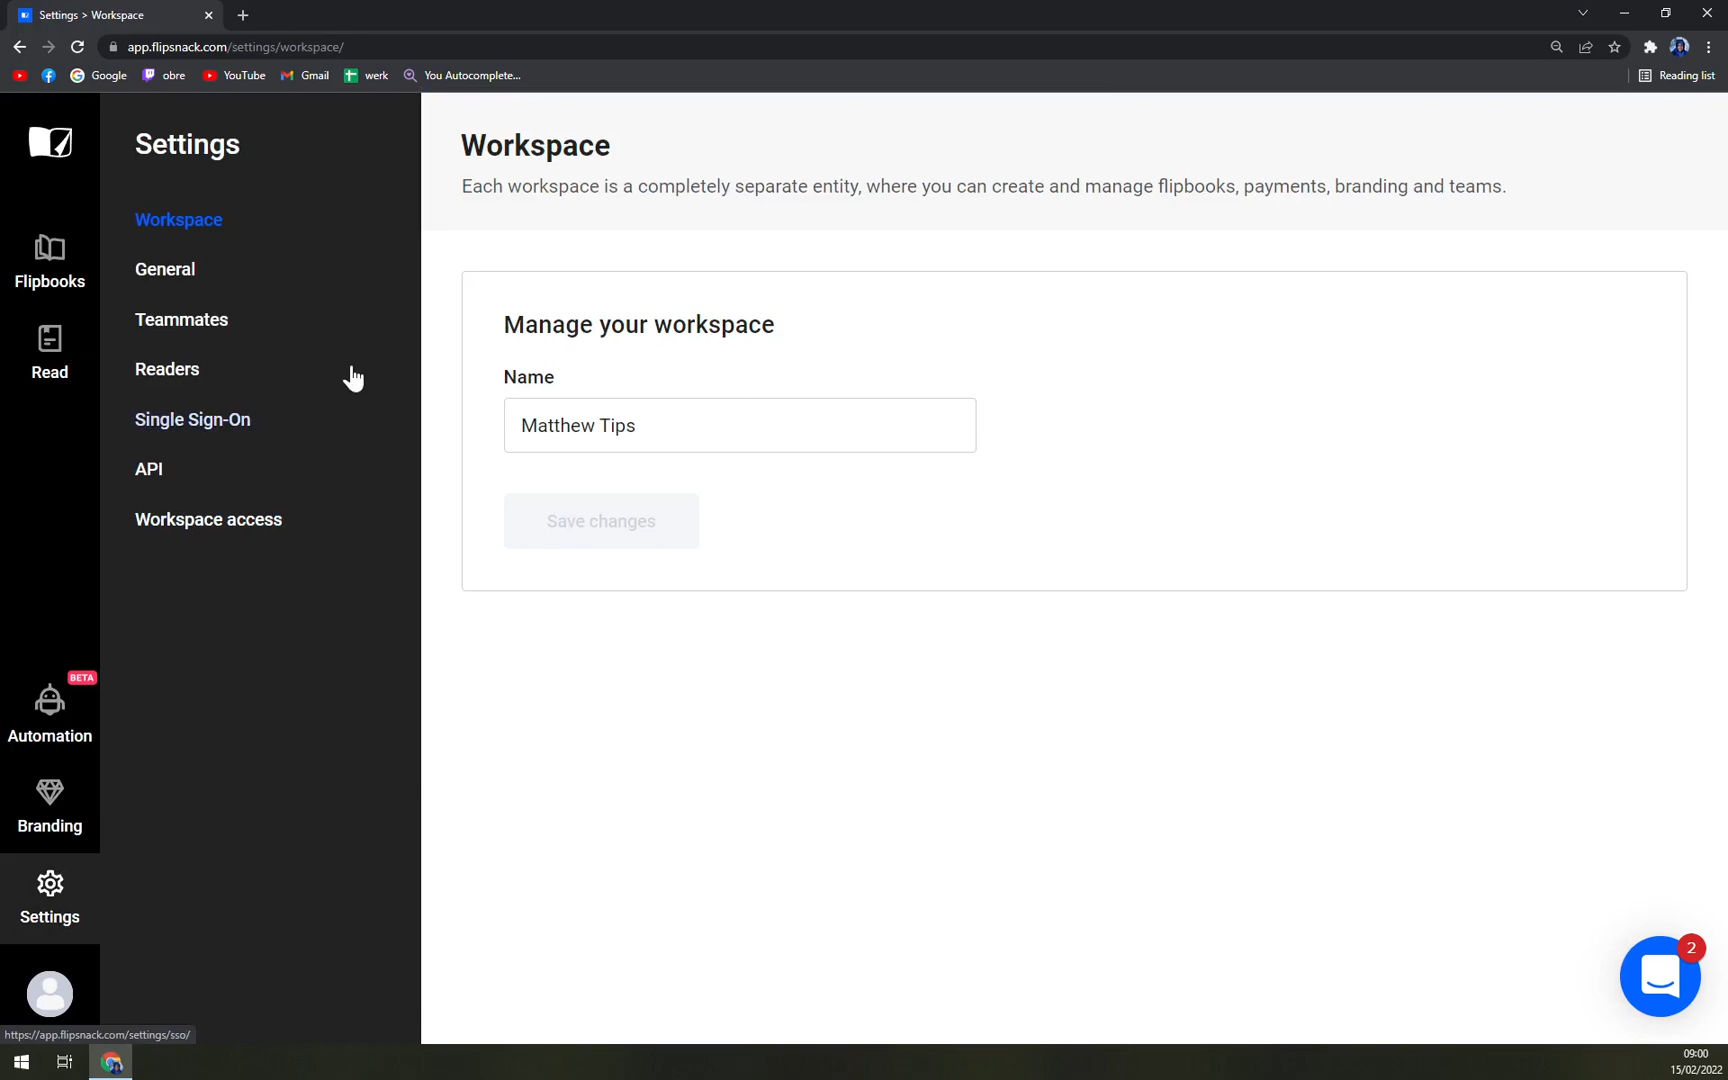 Settings > Workspace
app.flipsnack.com/settings/workspace/
Google
obre
YouTube
Gmail
werk
You Autocomplete...
Reading list
Settings
Workspace
General
Teammates
Readers
Single Sign-On
API
Workspace access
Flipbooks
Read
BETA
Automation
Branding
Settings
Workspace
Each workspace is a completely separate entity, where you can create and manage flipbooks, payments, branding and teams.
Manage your workspace
Name
Matthew Tips
Save changes
2
https://app.flipsnack.com/settings/sso/
09:00
15/02/2022